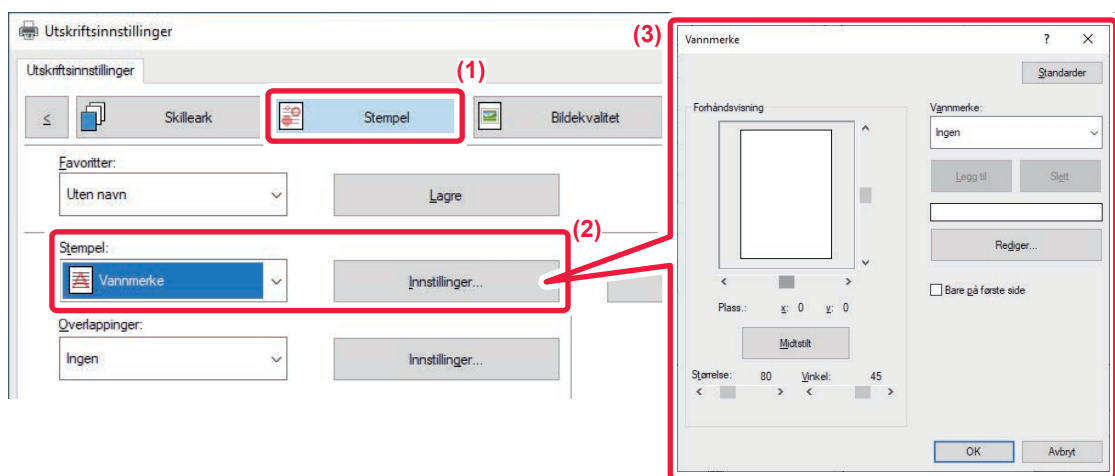 Utskriftsinnstillinger
Utskriftsinnstillinger
(1)
< Skilleark Stempel Bildekvalitet
Favoritter:
Uten navn Lagre
(2)
Stempel:
Vannmerke Innstillinger...
Overlappinger:
Ingen Innstillinger...
(3)
Vannmerke ? X
Standarder
Forhåndsvisning
Vannmerke:
Ingen
Legg til Slett
Rediger...
Bare på første side
Plass.: x: 0 y: 0
Midtstilt
Størrelse: 80 Vinkel: 45
OK Avbryt